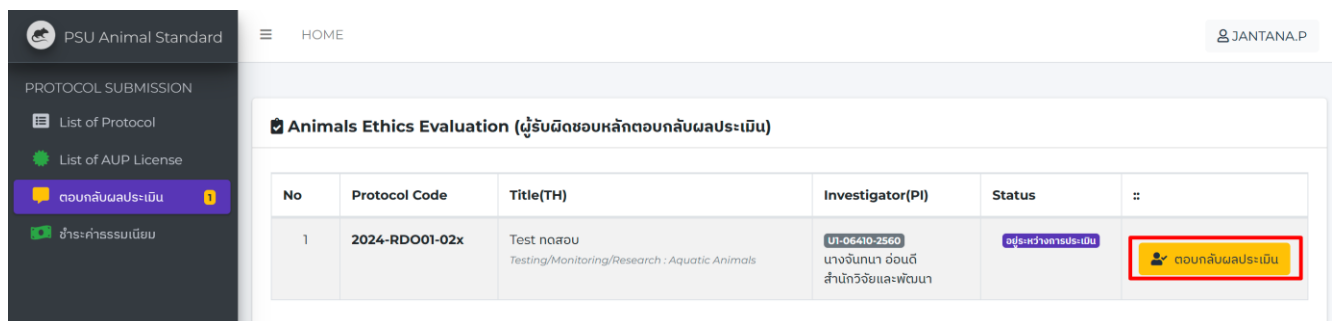 PSU Animal Standard
HOME
JANTANA.P
PROTOCOL SUBMISSION
List of Protocol
List of AUP License
ตอบกลับผลประเมิน 1
ชำระค่าธรรมเนียม
Animals Ethics Evaluation (ผู้รับผิดชอบหลักตอบกลับผลประเมิน)
No Protocol Code Title(TH) Investigator(PI) Status ::
1 2024-RDO01-02x Test ทดสอบ U1-06410-2560 อยู่ระหว่างการประเมิน ตอบกลับผลประเมิน
Testing/Monitoring/Research : Aquatic Animals นางจันทนา อ่อนดี
สำนักวิจัยและพัฒนา